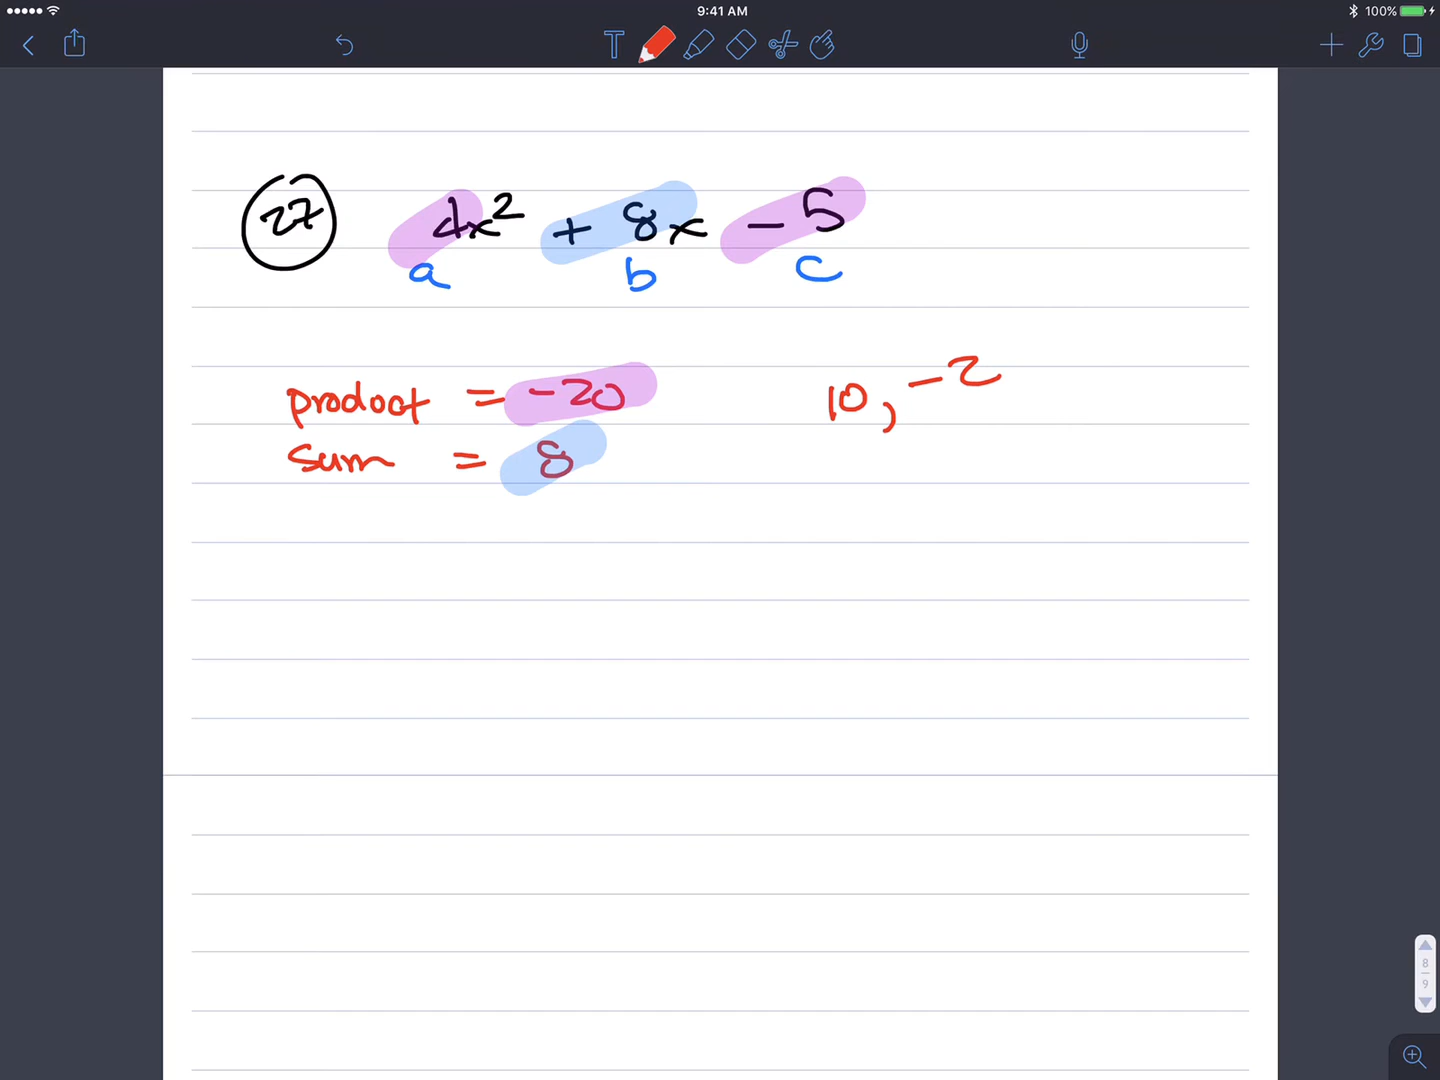 9:41 AM
100%
T
27 4x² + 8x - 5
a b c
product = -20 10, -2
sum = 8
8
9